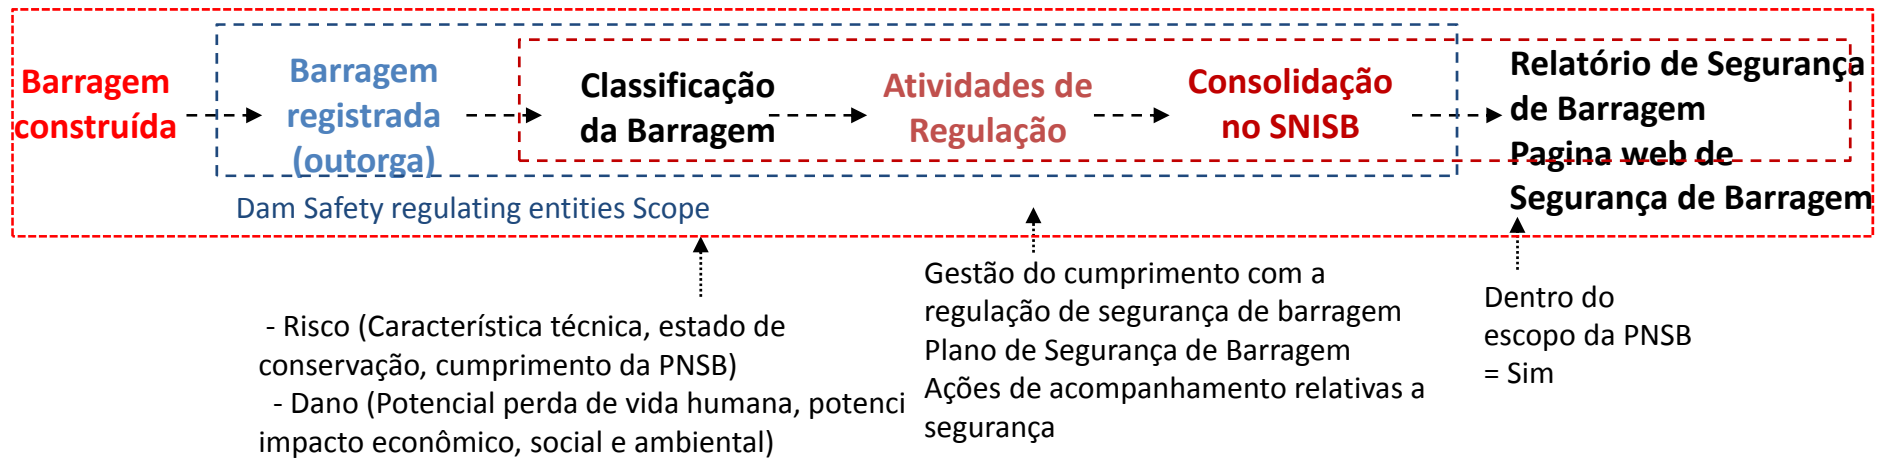 Barragem
construída
Barragem
registrada
(outorga)
Classificação
da Barragem
Atividades de
Regulação
Consolidação
no SNISB
Relatório de Segurança
de Barragem
Pagina web de
Segurança de Barragem
Dam Safety regulating entities Scope
- Risco (Característica técnica, estado de
conservação, cumprimento da PNSB)
- Dano (Potencial perda de vida humana, potenci
impacto econômico, social e ambiental)
Gestão do cumprimento com a
regulação de segurança de barragem
Plano de Segurança de Barragem
Ações de acompanhamento relativas a
segurança
Dentro do
escopo da PNSB
= Sim